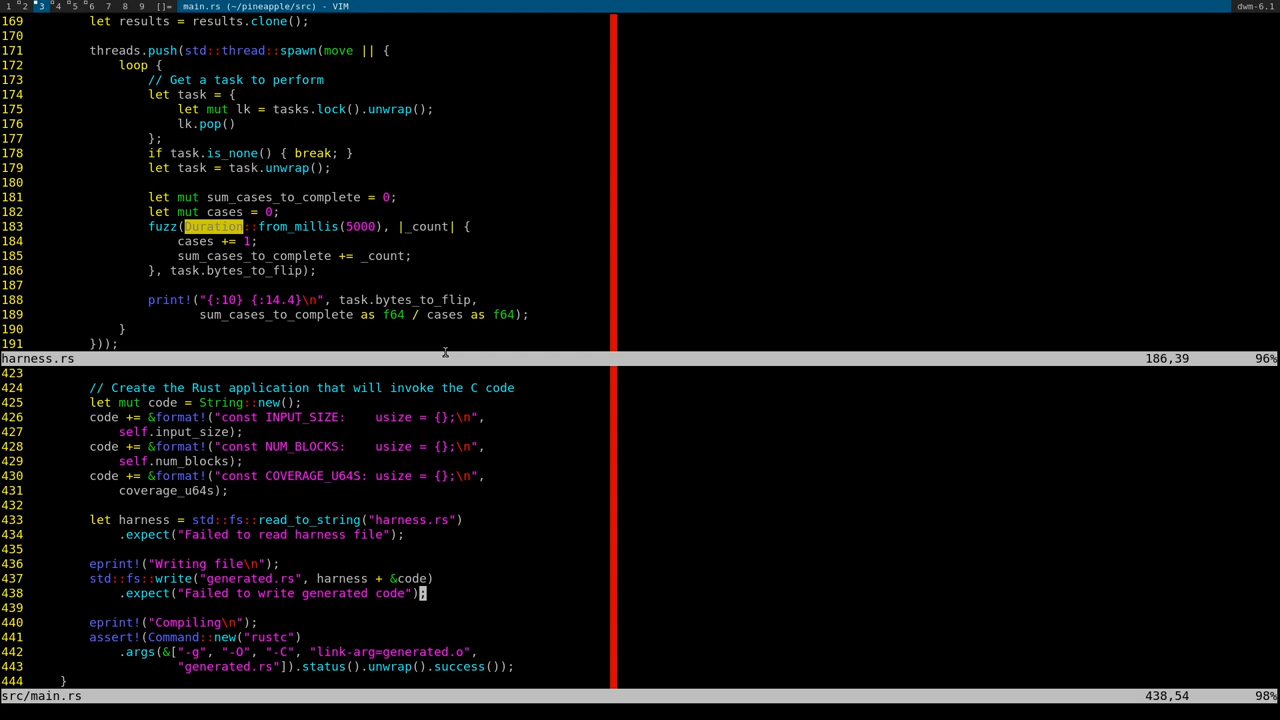 1 2 3 4 5 6 7 8 9 []= main.rs (~/pineapple/src) - VIM dwm-6.1
169         let results = results.clone();
170
171         threads.push(std::thread::spawn(move || {
172             loop {
173                 // Get a task to perform
174                 let task = {
175                     let mut lk = tasks.lock().unwrap();
176                     lk.pop()
177                 };
178                 if task.is_none() { break; }
179                 let task = task.unwrap();
180
181                 let mut sum_cases_to_complete = 0;
182                 let mut cases = 0;
183                 fuzz(Duration::from_millis(5000), |_count| {
184                     cases += 1;
185                     sum_cases_to_complete += _count;
186                 }, task.bytes_to_flip);
187
188                 print!("{:10} {:14.4}\n", task.bytes_to_flip,
189                        sum_cases_to_complete as f64 / cases as f64);
190             }
191         }));
harness.rs 186,39 96%
423
424         // Create the Rust application that will invoke the C code
425         let mut code = String::new();
426         code += &format!("const INPUT_SIZE:    usize = {};\n",
427             self.input_size);
428         code += &format!("const NUM_BLOCKS:    usize = {};\n",
429             self.num_blocks);
430         code += &format!("const COVERAGE_U64S: usize = {};\n",
431             coverage_u64s);
432
433         let harness = std::fs::read_to_string("harness.rs")
434             .expect("Failed to read harness file");
435
436         eprint!("Writing file\n");
437         std::fs::write("generated.rs", harness + &code)
438             .expect("Failed to write generated code");
439
440         eprint!("Compiling\n");
441         assert!(Command::new("rustc")
442             .args(&["-g", "-O", "-C", "link-arg=generated.o",
443                     "generated.rs"]).status().unwrap().success());
444     }
src/main.rs 438,54 98%